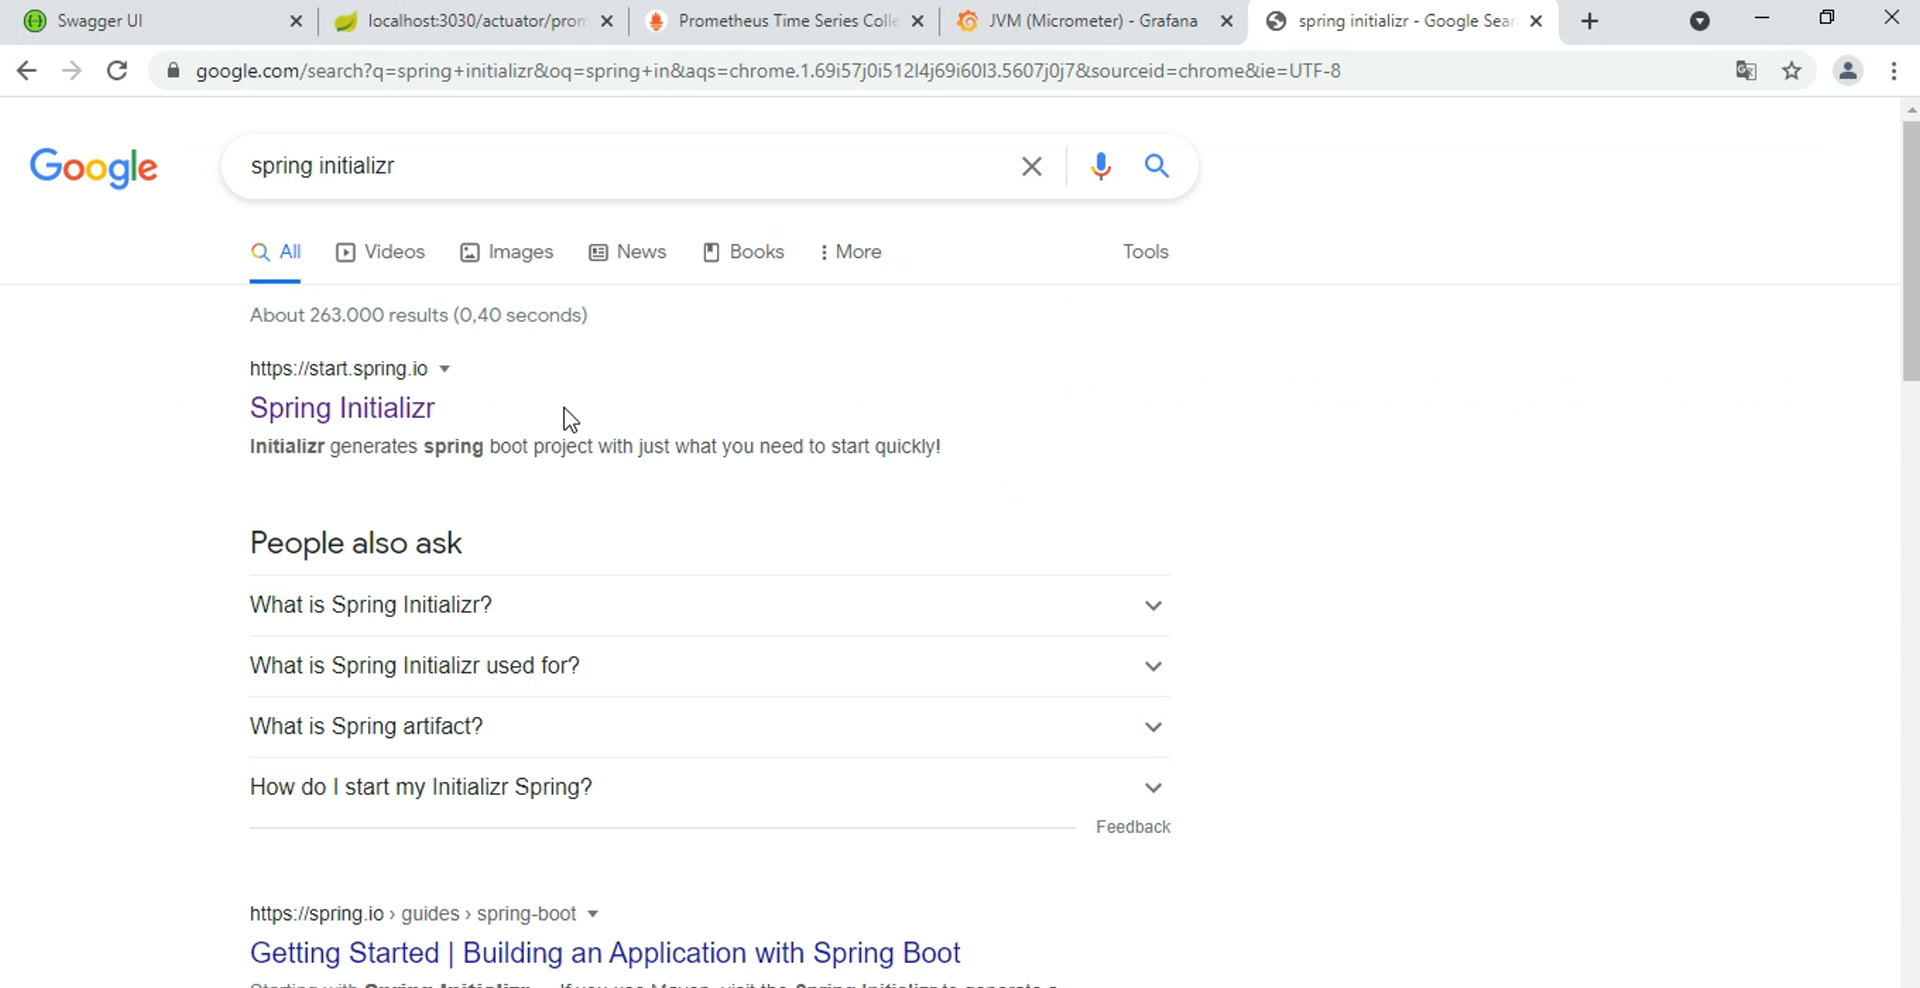 Swagger UI
localhost:3030/actuator/prom
Prometheus Time Series Colle
JVM (Micrometer) - Grafana
spring initializr - Google Sear
google.com/search?q=spring+initializr&oq=spring+in&aqs=chrome.1.69i57j0i512l4j69i60l3.5607j0j7&sourceid=chrome&ie=UTF-8
Google
spring initializr
All Videos Images News Books More Tools
About 263.000 results (0,40 seconds)
https://start.spring.io
Spring Initializr
Initializr generates spring boot project with just what you need to start quickly!
People also ask
What is Spring Initializr?
What is Spring Initializr used for?
What is Spring artifact?
How do I start my Initializr Spring?
Feedback
https://spring.io › guides › spring-boot
Getting Started | Building an Application with Spring Boot